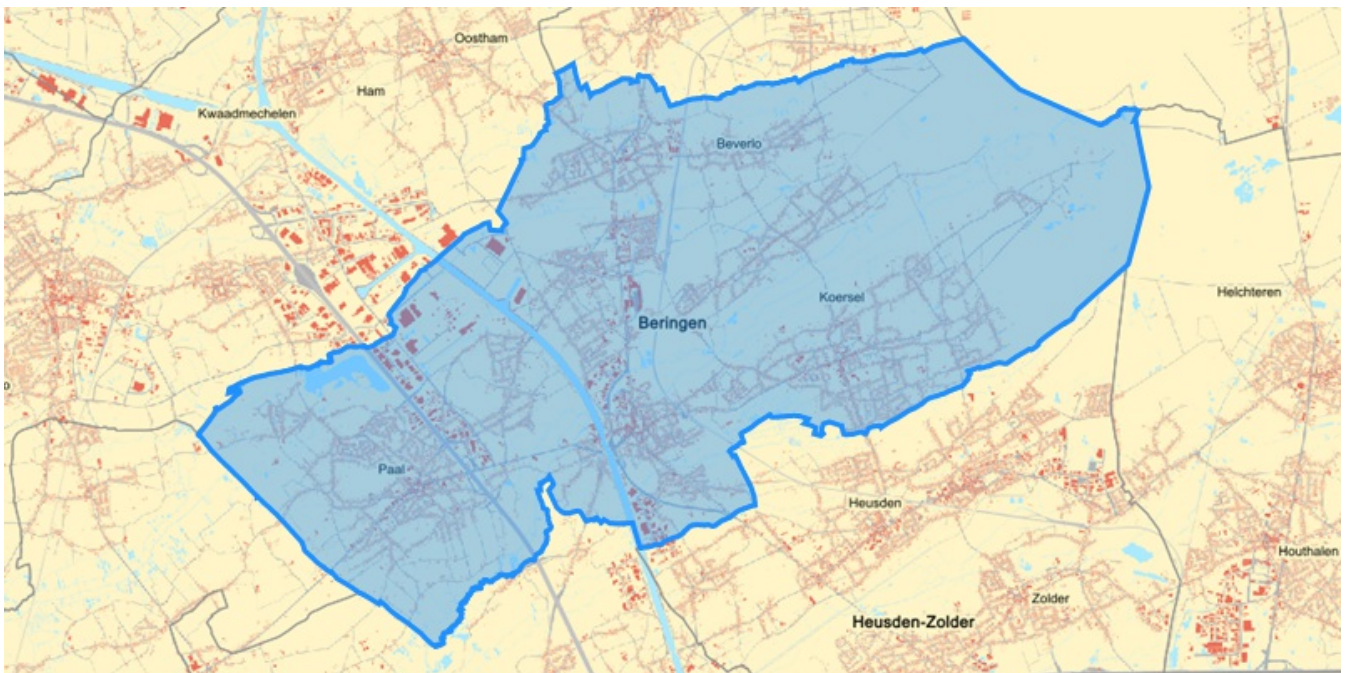 Oostham
Ham
Kwaadmechelen
Beverlo
Helchteren
Koersel
Beringen
Paal
Heusden
Houthalen
Zolder
Heusden-Zolder